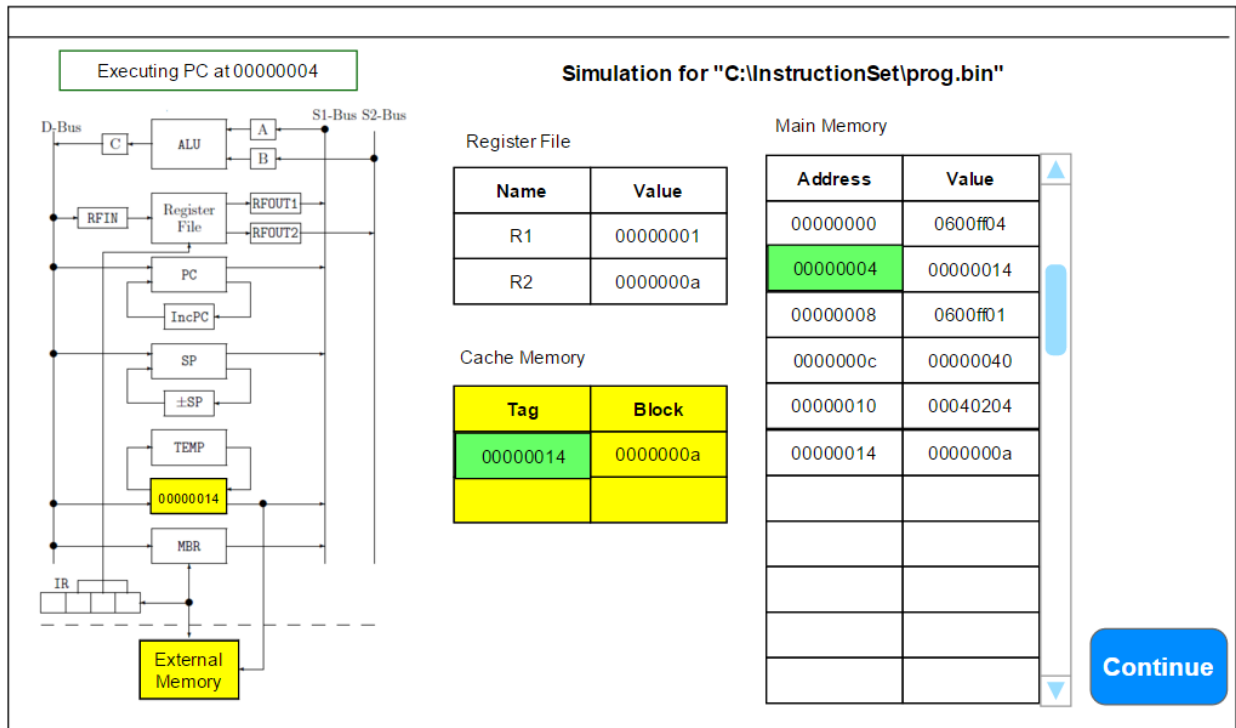 Executing PC at 00000004
Simulation for "C:\InstructionSet\prog.bin"
D-Bus
S1-Bus S2-Bus
C
ALU
A
B
RFIN
Register
File
RFOUT1
RFOUT2
PC
IncPC
SP
±SP
TEMP
00000014
MBR
IR
External
Memory
Register File
Name Value
R1 00000001
R2 0000000a
Cache Memory
Tag Block
00000014 0000000a
Main Memory
Address Value
00000000 0600ff04
00000004 00000014
00000008 0600ff01
0000000c 00000040
00000010 00040204
00000014 0000000a
Continue